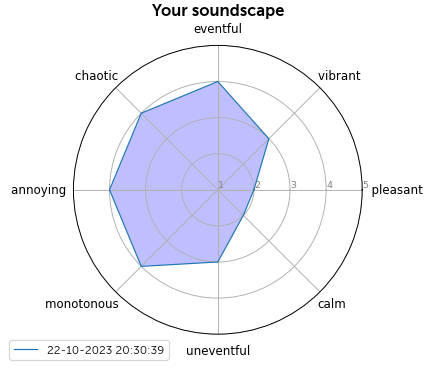 Your soundscape
eventful
chaotic
vibrant
annoying
1
2
3
4
5
pleasant
monotonous
calm
22-10-2023 20:30:39
uneventful